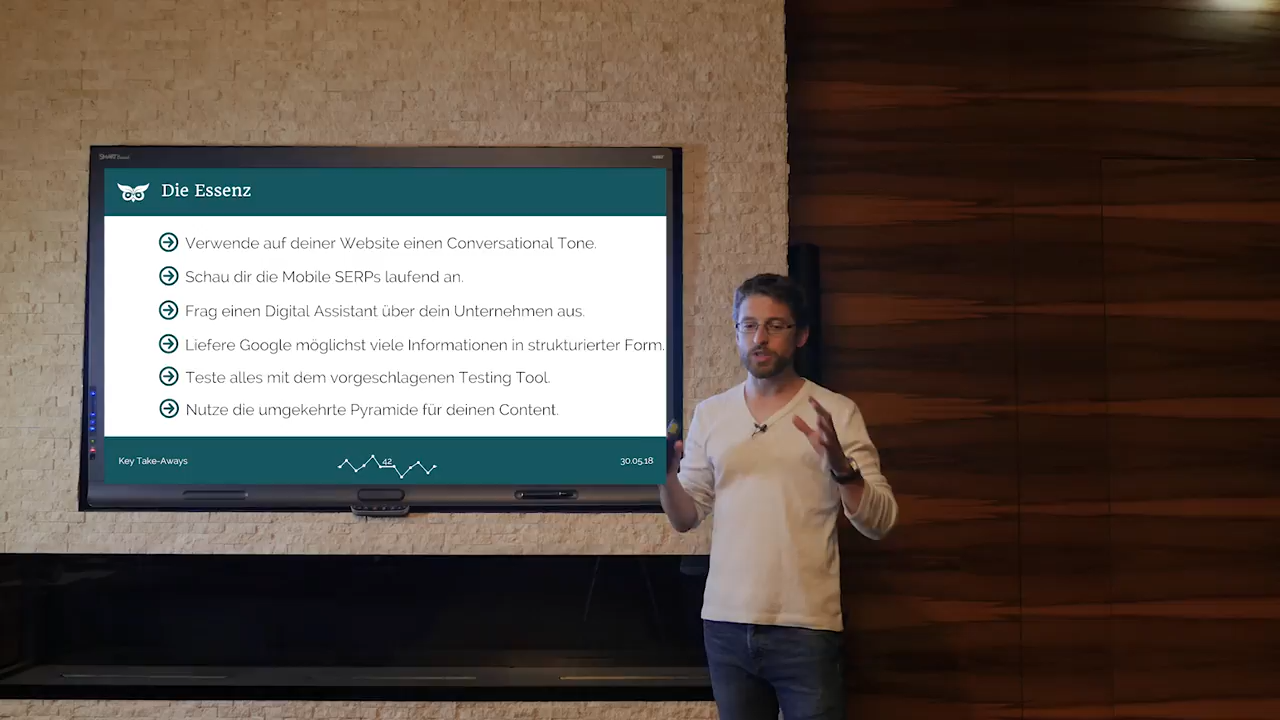 Die Essenz
Verwende auf deiner Website einen Conversational Tone.
Schau dir die Mobile SERPs laufend an.
Frag einen Digital Assistant über dein Unternehmen aus.
Liefere Google möglichst viele Informationen in strukturierter Form.
Teste alles mit dem vorgeschlagenen Testing Tool.
Nutze die umgekehrte Pyramide für deinen Content.
Key Take-Aways
42
30.05.18